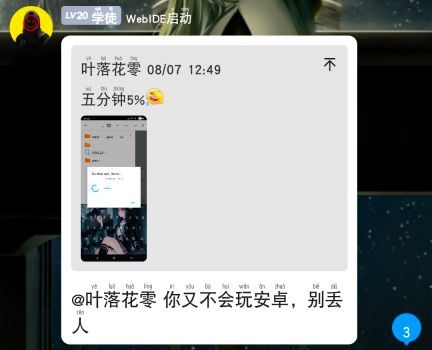 LV20 学徒 WebIDE启动
yè luò huā líng
叶落花零 08/07 12:49
wǔ fēn zhōng
五分钟5%
yè luò huā líng nǐ yòu bú huì wán ān zhuó bié diū
@叶落花零 你又不会玩安卓，别丢
rén
人
3